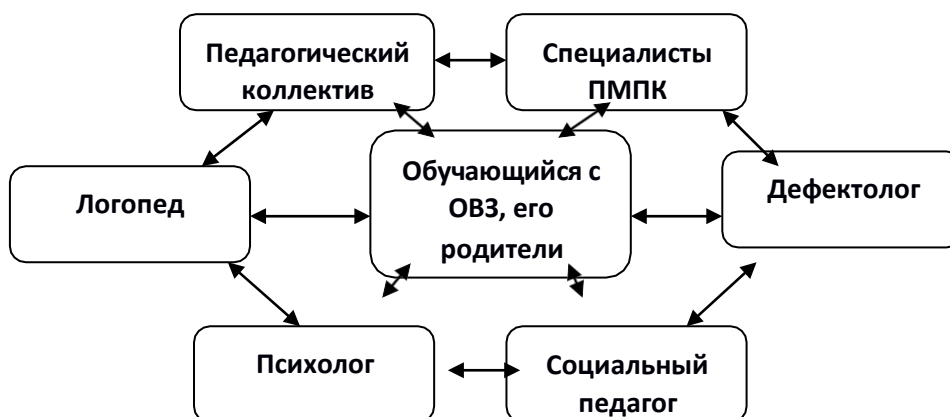 Педагогический
коллектив
Специалисты
ПМПК
Логопед
Обучающийся с
ОВЗ, его
родители
Дефектолог
Психолог
Социальный
педагог